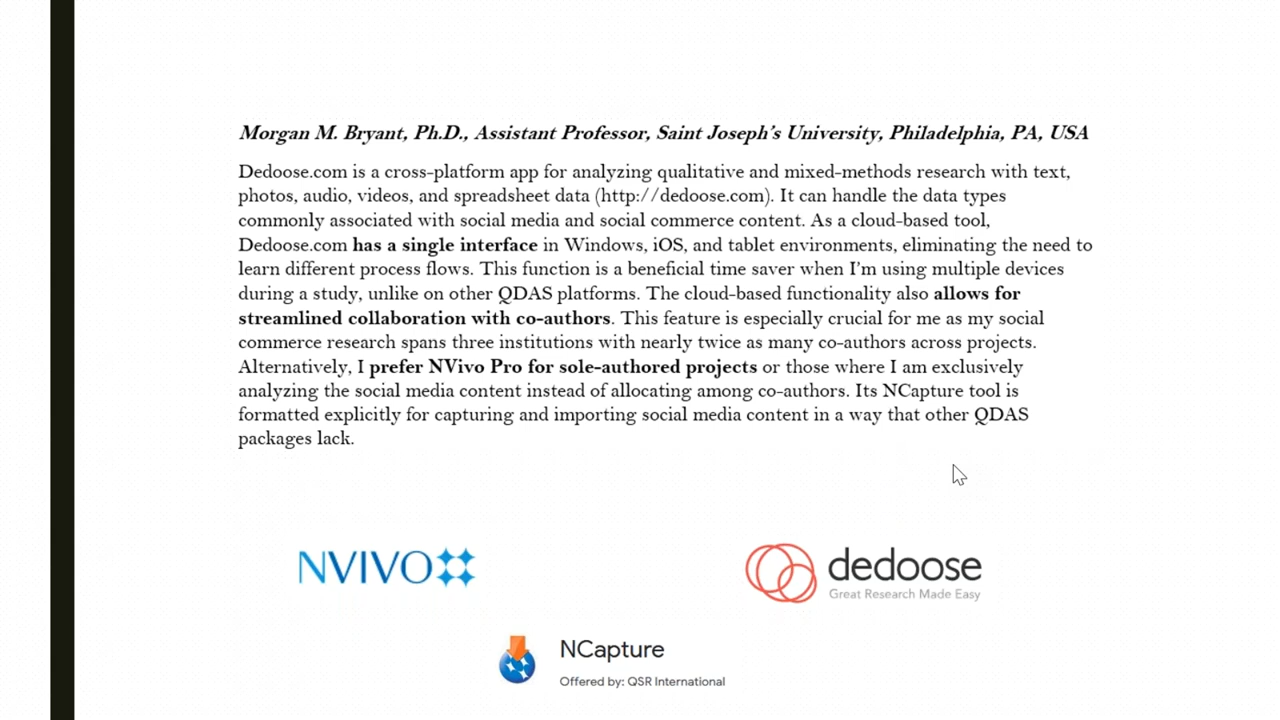 Morgan M. Bryant, Ph.D., Assistant Professor, Saint Joseph's University, Philadelphia, PA, USA
Dedoose.com is a cross-platform app for analyzing qualitative and mixed-methods research with text,
photos, audio, videos, and spreadsheet data (http://dedoose.com). It can handle the data types
commonly associated with social media and social commerce content. As a cloud-based tool,
Dedoose.com has a single interface in Windows, iOS, and tablet environments, eliminating the need to
learn different process flows. This function is a beneficial time saver when I'm using multiple devices
during a study, unlike on other QDAS platforms. The cloud-based functionality also allows for
streamlined collaboration with co-authors. This feature is especially crucial for me as my social
commerce research spans three institutions with nearly twice as many co-authors across projects.
Alternatively, I prefer NVivo Pro for sole-authored projects or those where I am exclusively
analyzing the social media content instead of allocating among co-authors. Its NCapture tool is
formatted explicitly for capturing and importing social media content in a way that other QDAS
packages lack.
NVIVO
dedoose
Great Research Made Easy
NCapture
Offered by: QSR International